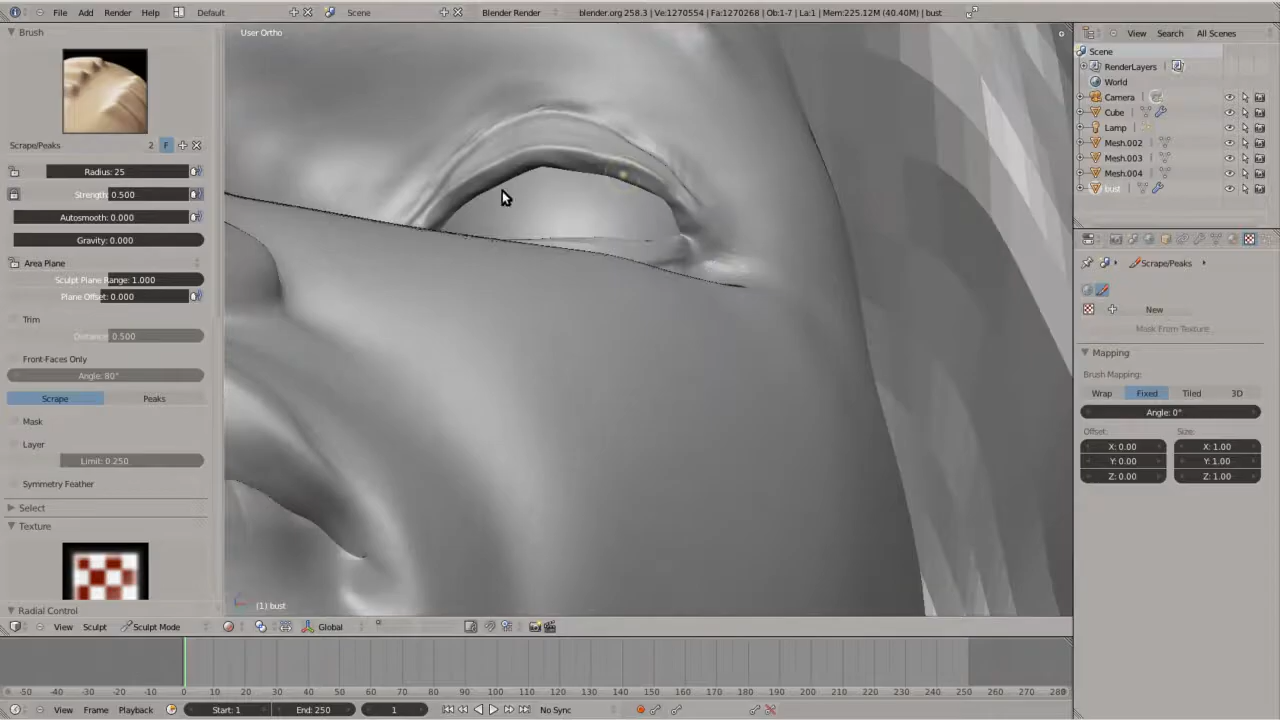 File Add Render Help Default Scene Blender Render blender.org 258.3 | Ve:1270554 | Fa:1270268 | Ob:1-7 | La:1 | Mem:225.12M (40.40M) | bust
Brush
User Ortho
View Search All Scenes
Scene
RenderLayers
World
Camera
Cube
Lamp
Mesh.002
Mesh.003
Mesh.004
bust
Scrape/Peaks 2 F
Radius: 25
Strength: 0.500
Autosmooth: 0.000
Gravity: 0.000
Area Plane
Sculpt Plane Range: 1.000
Plane Offset: 0.000
Trim
Distance: 0.500
Front-Faces Only
Angle: 80°
Scrape Peaks
Mask
Layer
Limit: 0.250
Symmetry Feather
Select
Texture
Radial Control
Scrape/Peaks
New
Mask From Texture
Mapping
Brush Mapping:
Wrap Fixed Tiled 3D
Angle: 0°
Offset: Size:
X: 0.00 X: 1.00
Y: 0.00 Y: 1.00
Z: 0.00 Z: 1.00
(1) bust
View Sculpt Sculpt Mode Global
-50 -40 -30 -20 -10 0 10 20 30 40 50 60 70 80 90 100 110 120 130 140 150 160 170 180 190 200 210 220 230 240 250 260 270 280
View Frame Playback Start: 1 End: 250 1 No Sync